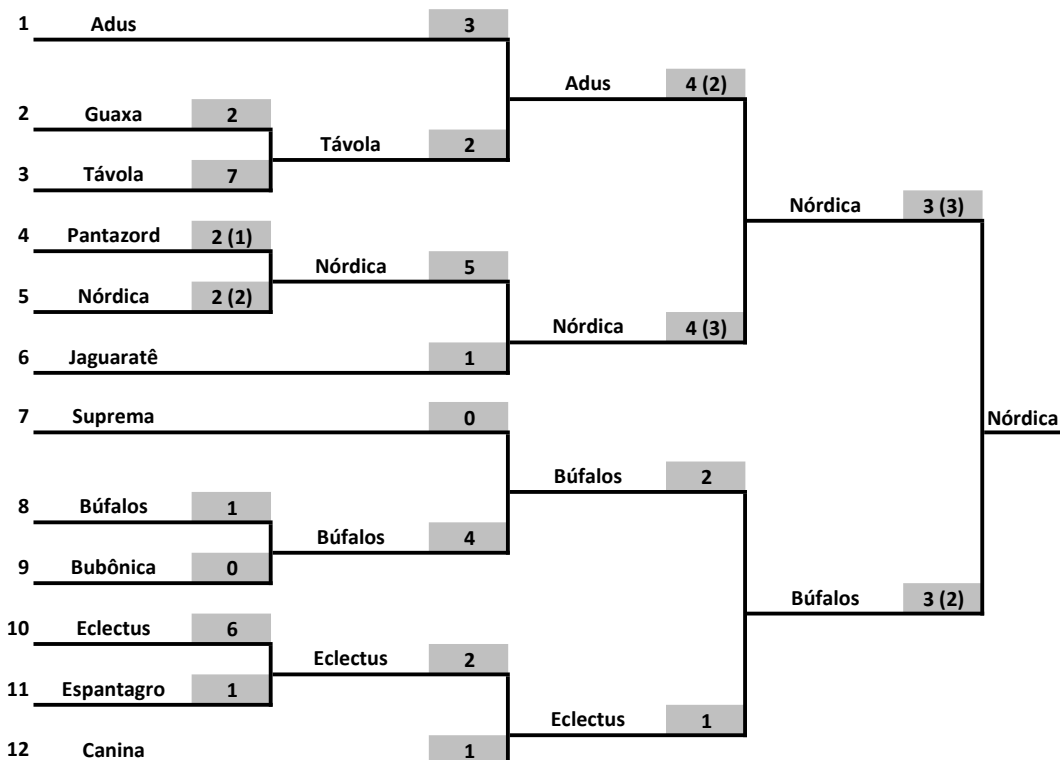 1 Adus 3
Adus 4 (2)
2 Guaxa 2
Távola 2
3 Távola 7
Nórdica 3 (3)
4 Pantazord 2 (1)
Nórdica 5
5 Nórdica 2 (2)
Nórdica 4 (3)
6 Jaguaratê 1
7 Suprema 0
Nórdica
Búfalos 2
8 Búfalos 1
Búfalos 4
9 Bubônica 0
Búfalos 3 (2)
10 Eclectus 6
Eclectus 2
11 Espantagro 1
Eclectus 1
12 Canina 1